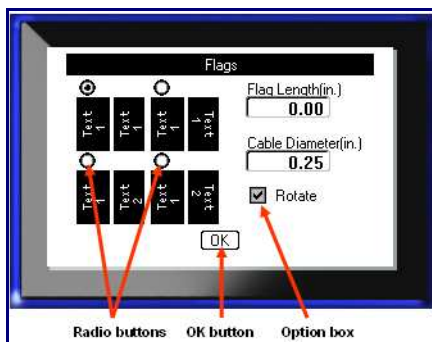 Flags
Flag Length(in.)
0.00
Text 1 Text 1 Text 1 Text 1
Cable Diameter(in.)
0.25
Text 1 Text 2 Text 1 Text 2
Rotate
OK
Radio buttons OK button Option box